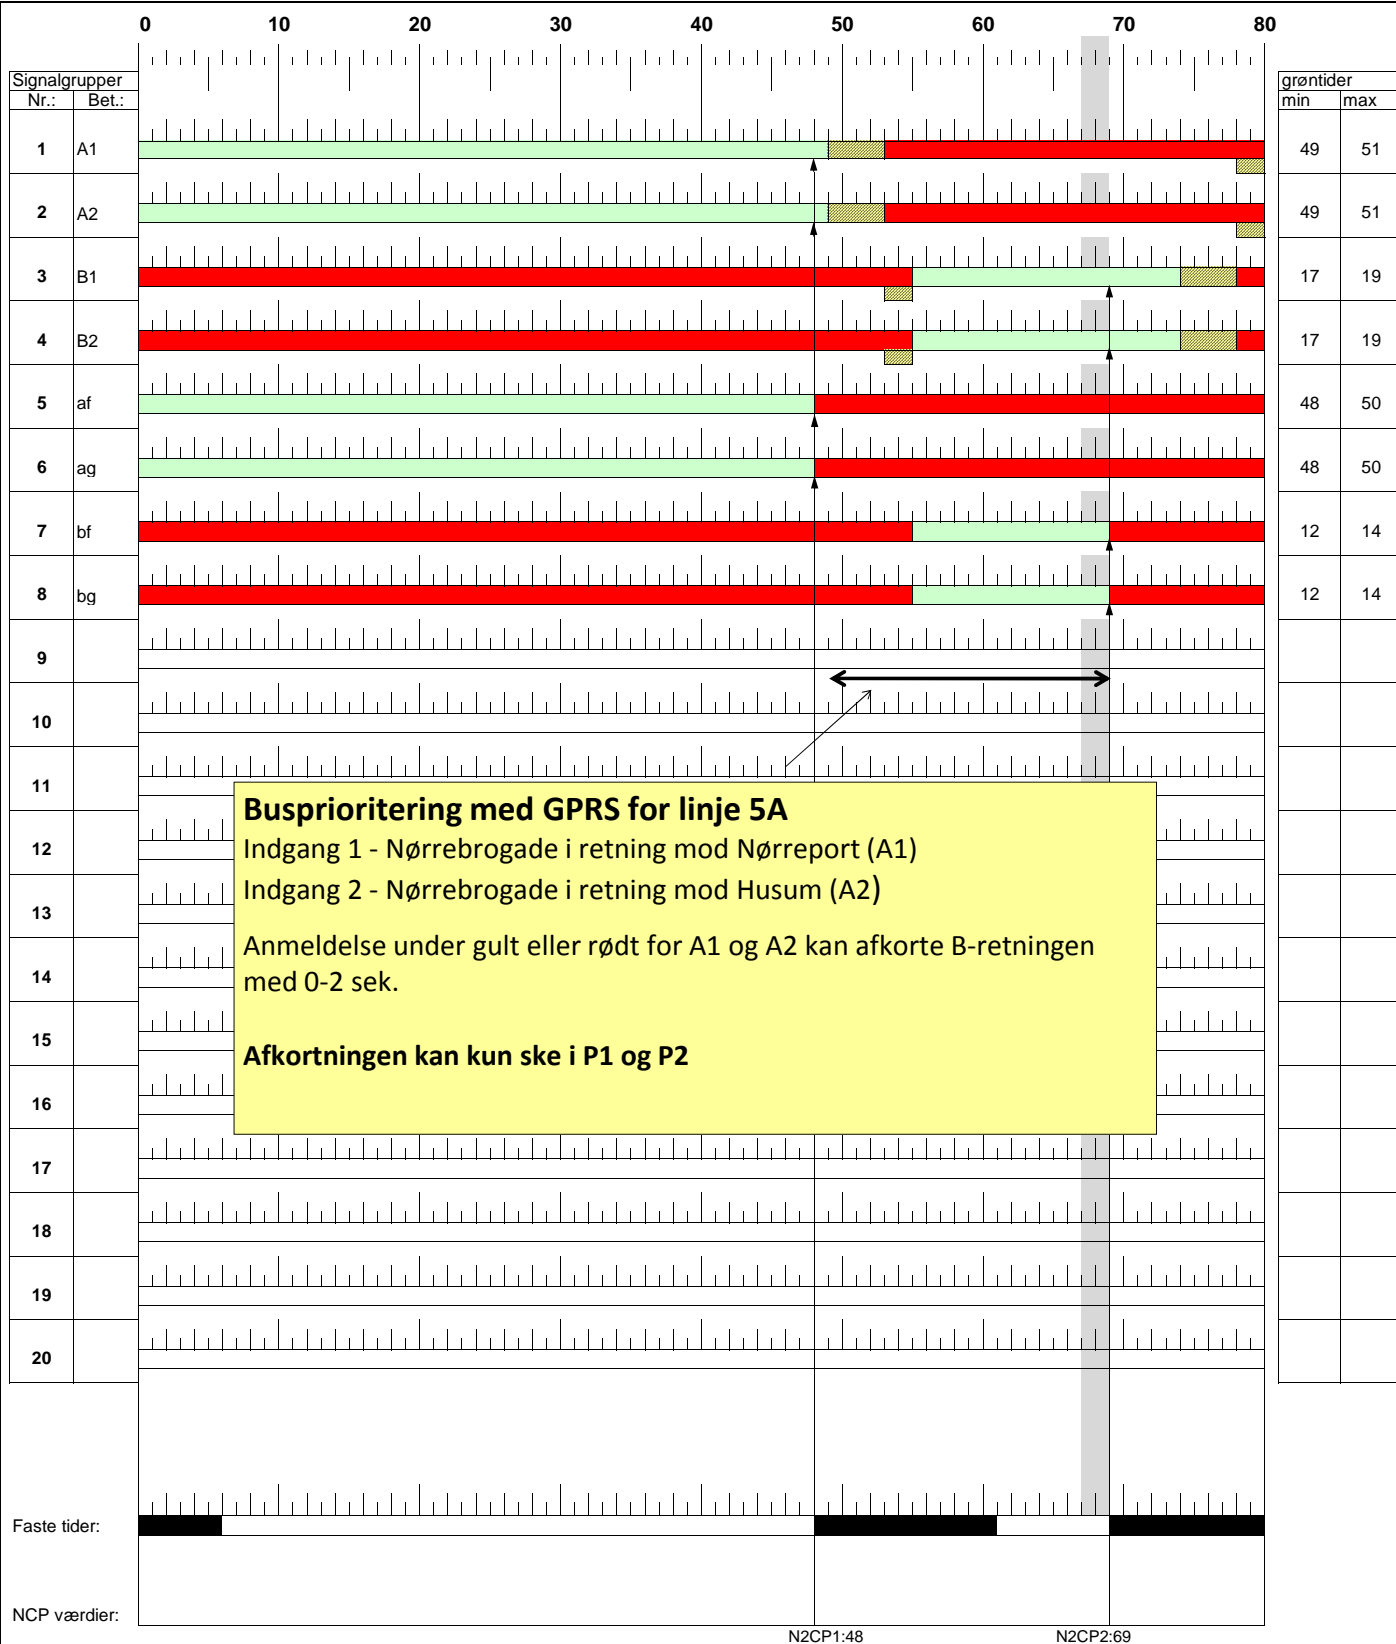 0 10 20 30 40 50 60 70 80
Signalgrupper
Nr.: Bet.:
grøntider
min max
1 A1 49 51
2 A2 49 51
3 B1 17 19
4 B2 17 19
5 af 48 50
6 ag 48 50
7 bf 12 14
8 bg 12 14
9
10
11
12
13
14
15
16
17
18
19
20
Busprioritering med GPRS for linje 5A
Indgang 1 - Nørrebrogade i retning mod Nørreport (A1)
Indgang 2 - Nørrebrogade i retning mod Husum (A2)
Anmeldelse under gult eller rødt for A1 og A2 kan afkorte B-retningen
med 0-2 sek.
Afkortningen kan kun ske i P1 og P2
Faste tider:
NCP værdier:
N2CP1:48 N2CP2:69